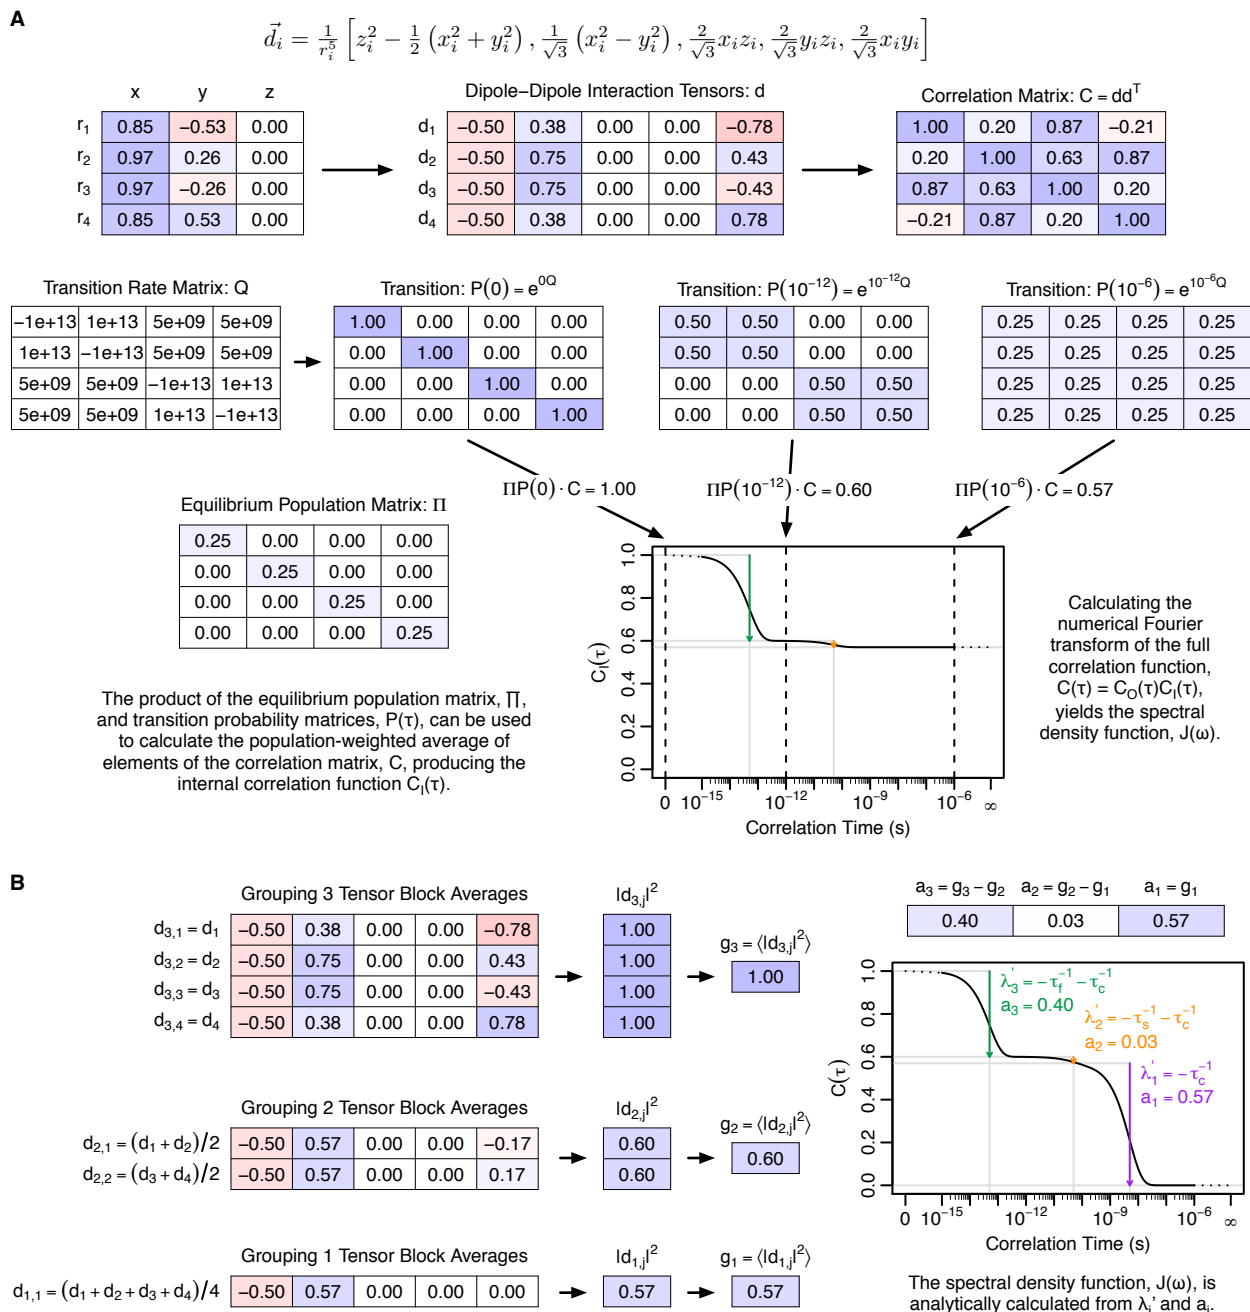 A
d⃗ᵢ = 1/rᵢ⁵ [ zᵢ² − 1/2 (xᵢ² + yᵢ²) , 1/√3 (xᵢ² − yᵢ²) , 2/√3 xᵢzᵢ, 2/√3 yᵢzᵢ, 2/√3 xᵢyᵢ ]
x y z
r₁ 0.85 −0.53 0.00
r₂ 0.97 0.26 0.00
r₃ 0.97 −0.26 0.00
r₄ 0.85 0.53 0.00
Dipole−Dipole Interaction Tensors: d
d₁ −0.50 0.38 0.00 0.00 −0.78
d₂ −0.50 0.75 0.00 0.00 0.43
d₃ −0.50 0.75 0.00 0.00 −0.43
d₄ −0.50 0.38 0.00 0.00 0.78
Correlation Matrix: C = ddᵀ
1.00 0.20 0.87 −0.21
0.20 1.00 0.63 0.87
0.87 0.63 1.00 0.20
−0.21 0.87 0.20 1.00
Transition Rate Matrix: Q
−1e+13 1e+13 5e+09 5e+09
1e+13 −1e+13 5e+09 5e+09
5e+09 5e+09 −1e+13 1e+13
5e+09 5e+09 1e+13 −1e+13
Transition: P(0) = e^0Q
1.00 0.00 0.00 0.00
0.00 1.00 0.00 0.00
0.00 0.00 1.00 0.00
0.00 0.00 0.00 1.00
Transition: P(10⁻¹²) = e^10⁻¹²Q
0.50 0.50 0.00 0.00
0.50 0.50 0.00 0.00
0.00 0.00 0.50 0.50
0.00 0.00 0.50 0.50
Transition: P(10⁻⁶) = e^10⁻⁶Q
0.25 0.25 0.25 0.25
0.25 0.25 0.25 0.25
0.25 0.25 0.25 0.25
0.25 0.25 0.25 0.25
ΠP(0) · C = 1.00
ΠP(10⁻¹²) · C = 0.60
ΠP(10⁻⁶) · C = 0.57
Equilibrium Population Matrix: Π
0.25 0.00 0.00 0.00
0.00 0.25 0.00 0.00
0.00 0.00 0.25 0.00
0.00 0.00 0.00 0.25
The product of the equilibrium population matrix, ∏,
and transition probability matrices, P(τ), can be used
to calculate the population-weighted average of
elements of the correlation matrix, C, producing the
internal correlation function C_I(τ).
C_I(τ)
1.0
0.8
0.6
0.4
0.2
0.0
0 10⁻¹⁵ 10⁻¹² 10⁻⁹ 10⁻⁶ ∞
Correlation Time (s)
Calculating the
numerical Fourier
transform of the full
correlation function,
C(τ) = C_O(τ)C_I(τ),
yields the spectral
density function, J(ω).
B
Grouping 3 Tensor Block Averages
d₃,₁ = d₁ −0.50 0.38 0.00 0.00 −0.78
d₃,₂ = d₂ −0.50 0.75 0.00 0.00 0.43
d₃,₃ = d₃ −0.50 0.75 0.00 0.00 −0.43
d₃,₄ = d₄ −0.50 0.38 0.00 0.00 0.78
|d₃,ⱼ|²
1.00
1.00
1.00
1.00
g₃ = ⟨|d₃,ⱼ|²⟩
1.00
Grouping 2 Tensor Block Averages
d₂,₁ = (d₁ + d₂)/2 −0.50 0.57 0.00 0.00 −0.17
d₂,₂ = (d₃ + d₄)/2 −0.50 0.57 0.00 0.00 0.17
|d₂,ⱼ|²
0.60
0.60
g₂ = ⟨|d₂,ⱼ|²⟩
0.60
Grouping 1 Tensor Block Averages
d₁,₁ = (d₁ + d₂ + d₃ + d₄)/4 −0.50 0.57 0.00 0.00 0.00
|d₁,ⱼ|²
0.57
g₁ = ⟨|d₁,ⱼ|²⟩
0.57
a₃ = g₃ − g₂ a₂ = g₂ − g₁ a₁ = g₁
0.40 0.03 0.57
λ₃' = − τ_f⁻¹ − τ_c⁻¹
a₃ = 0.40
λ₂' = − τ_s⁻¹ − τ_c⁻¹
a₂ = 0.03
λ₁' = − τ_c⁻¹
a₁ = 0.57
C(τ)
1.0
0.8
0.6
0.4
0.2
0.0
0 10⁻¹⁵ 10⁻¹² 10⁻⁹ 10⁻⁶ ∞
Correlation Time (s)
The spectral density function, J(ω), is
analytically calculated from λᵢ' and aᵢ.